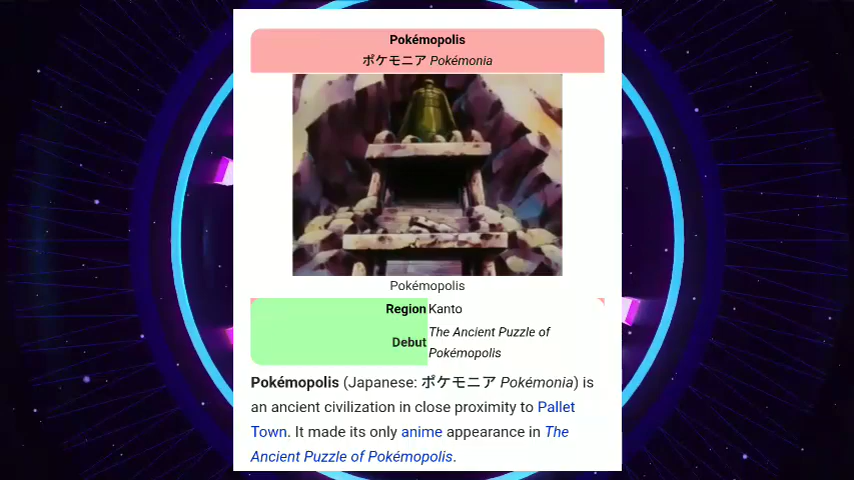 Pokémopolis
ポケモニア Pokémonia
Pokémopolis
Region Kanto
Debut The Ancient Puzzle of
Pokémopolis
Pokémopolis (Japanese: ポケモニア Pokémonia) is
an ancient civilization in close proximity to Pallet
Town. It made its only anime appearance in The
Ancient Puzzle of Pokémopolis.